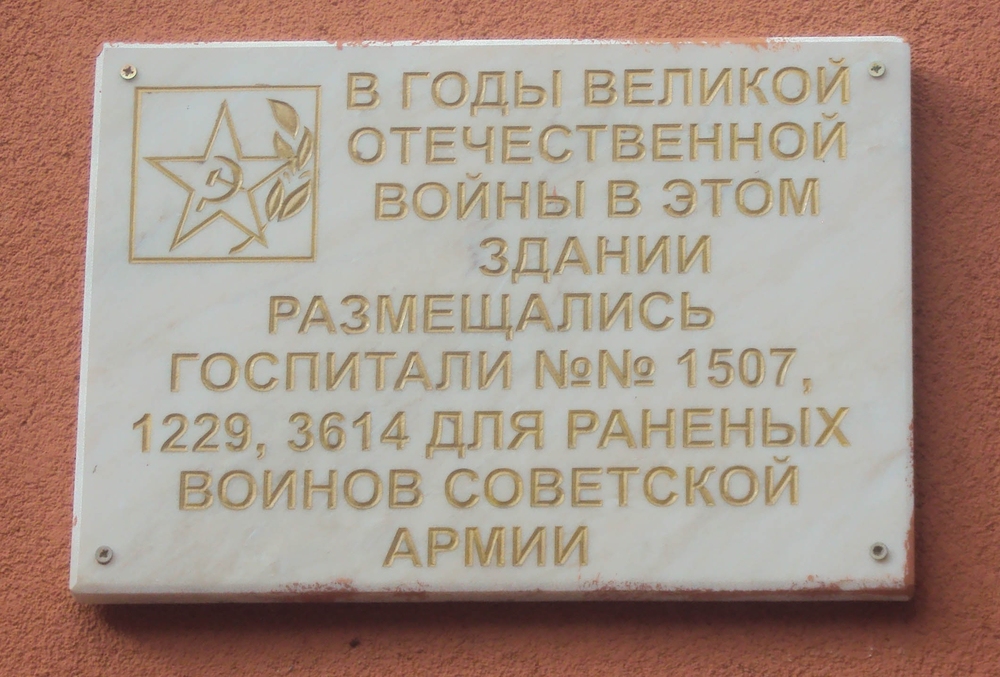 В ГОДЫ ВЕЛИКОЙ
ОТЕЧЕСТВЕННОЙ
ВОЙНЫ В ЭТОМ
ЗДАНИИ
РАЗМЕЩАЛИСЬ
ГОСПИТАЛИ №№ 1507,
1229, 3614 ДЛЯ РАНЕНЫХ
ВОИНОВ СОВЕТСКОЙ
АРМИИ